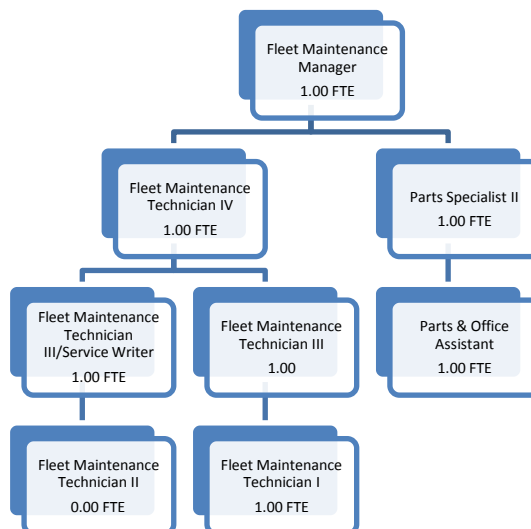 Fleet Maintenance
Manager
1.00 FTE
Fleet Maintenance
Technician IV
1.00 FTE
Parts Specialist II
1.00 FTE
Fleet Maintenance
Technician
III/Service Writer
1.00 FTE
Fleet Maintenance
Technician III
1.00
Parts & Office
Assistant
1.00 FTE
Fleet Maintenance
Technician II
0.00 FTE
Fleet Maintenance
Technician I
1.00 FTE